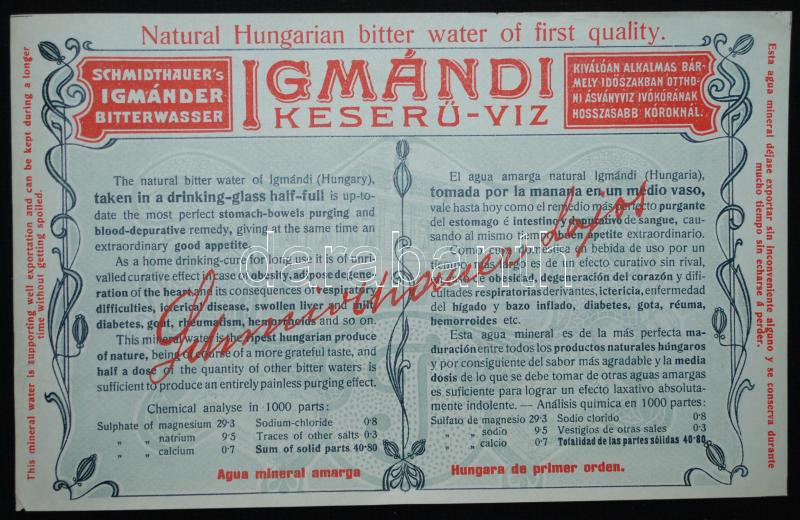 Natural Hungarian bitter water of first quality.
SCHMIDTHAUER's
IGMÁNDER
BITTERWASSER
IGMÁNDI
KESERŰ-VIZ
KIVÁLÓAN ALKALMAS BÁR-
MELY IDŐSZAKBAN OTTHO-
NI ÁSVÁNYVIZ IVÓKÚRÁNAK
HOSSZASABB KÓROKNÁL.
This mineral water is supporting well exportation and can be kept during a longer
time without getting spoiled.
The natural bitter water of Igmándi (Hungary),
taken in a drinking-glass half-full is up-to-
date the most perfect stomach-bowels purging and
blood-depurative remedy, giving at the same time an
extraordinary good appetite.
As a home drinking-cure for long use it is of unri-
valled curative effect in case of obesity, adipose degene-
ration of the heart and its consequences of respiratory
difficulties, icterical disease, swollen liver and milt,
diabetes, gout, rheumatism, hemorrhoids and so on.
This mineral water is the ripest hungarian produce
of nature, being of course of a more grateful taste, and
half a dose of the quantity of other bitter waters is
sufficient to produce an entirely painless purging effect.
Chemical analyse in 1000 parts:
Sulphate of magnesium 29·3 Sodium-chloride 0·8
„ „ natrium 9·5 Traces of other salts 0·3
„ „ calcium 0·7 Sum of solid parts 40·80
Agua mineral amarga
El agua amarga natural Igmándi (Hungaria),
tomada por la manana en un medio vaso,
vale hasta hoy como el remédio más perfecto purgante
del estomago é intestino y depurativo de sangue, cau-
sando al mismo tiempo buén apetite extraordinario.
Como cura doméstica en bebida de uso por un
tiempo más largo es de un efecto curativo sin rival,
en caso de obesidad, degeneración del corazón y difi-
cultades respiratorias derivantes, ictericia, enfermedad
del hígado y bazo inflado, diabetes, gota, réuma,
hemorroides etc.
Esta agua mineral es de la más perfecta ma-
duración entre todos los productos naturales húngaros
y por consiguiente del sabor más agradable y la media
dosis de lo que se debe tomar de otras aguas amargas
es suficiente para lograr un efecto laxativo absoluta-
mente indolente. — Análisis química en 1000 partes:
Sulfato de magnesio 29·3 Sodio clorido 0·8
„ „ sodio 9·5 Vestigios de otras sales 0·3
„ „ calcio 0·7 Totalidad de las partes sólidas 40·80
Hungara de primer orden.
Esta agua mineral déjase exportar sin inconveniente alguno y se conserva durante
mucho tiempo sin echarse á perder.
Schmidthauer Lajos
darabanth